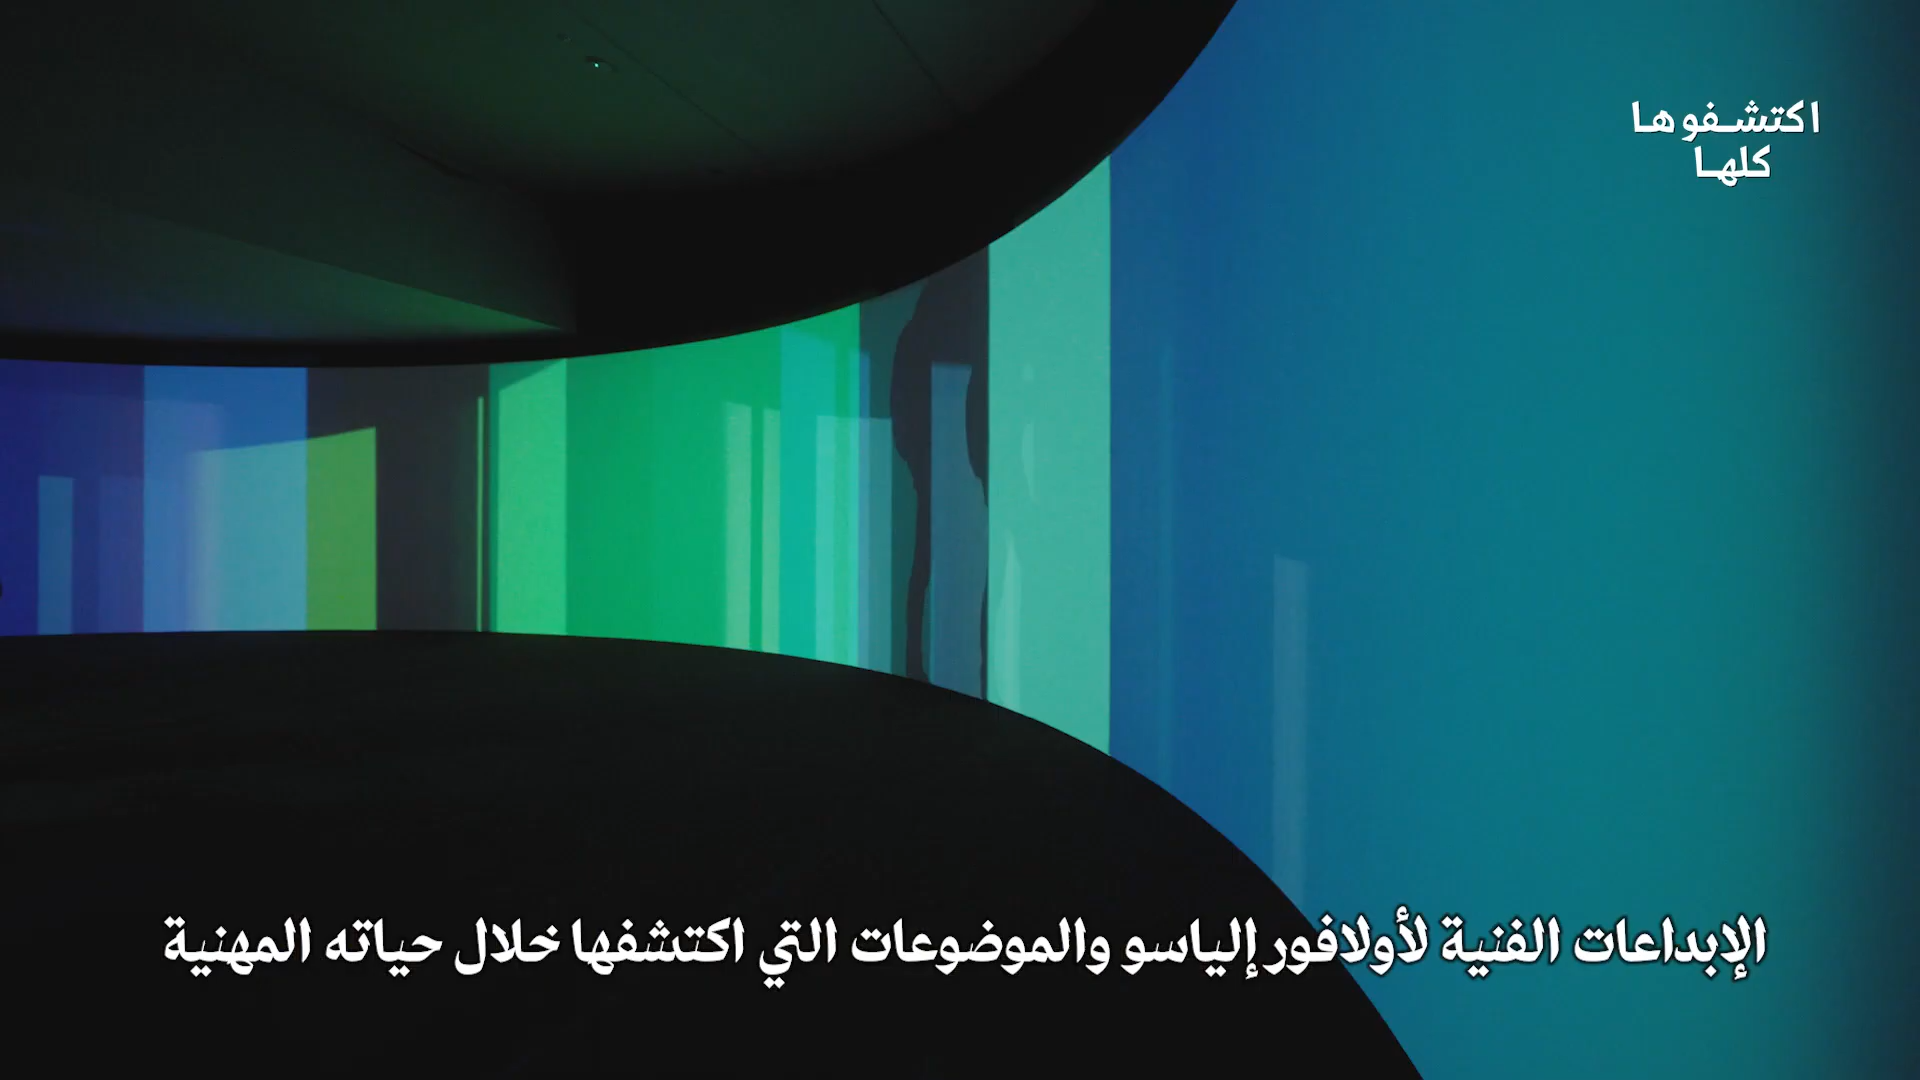 اكتشفوها
كلها
الإبداعات الفنية لأولافور إلياسو والموضوعات التي اكتشفها خلال حياته المهنية